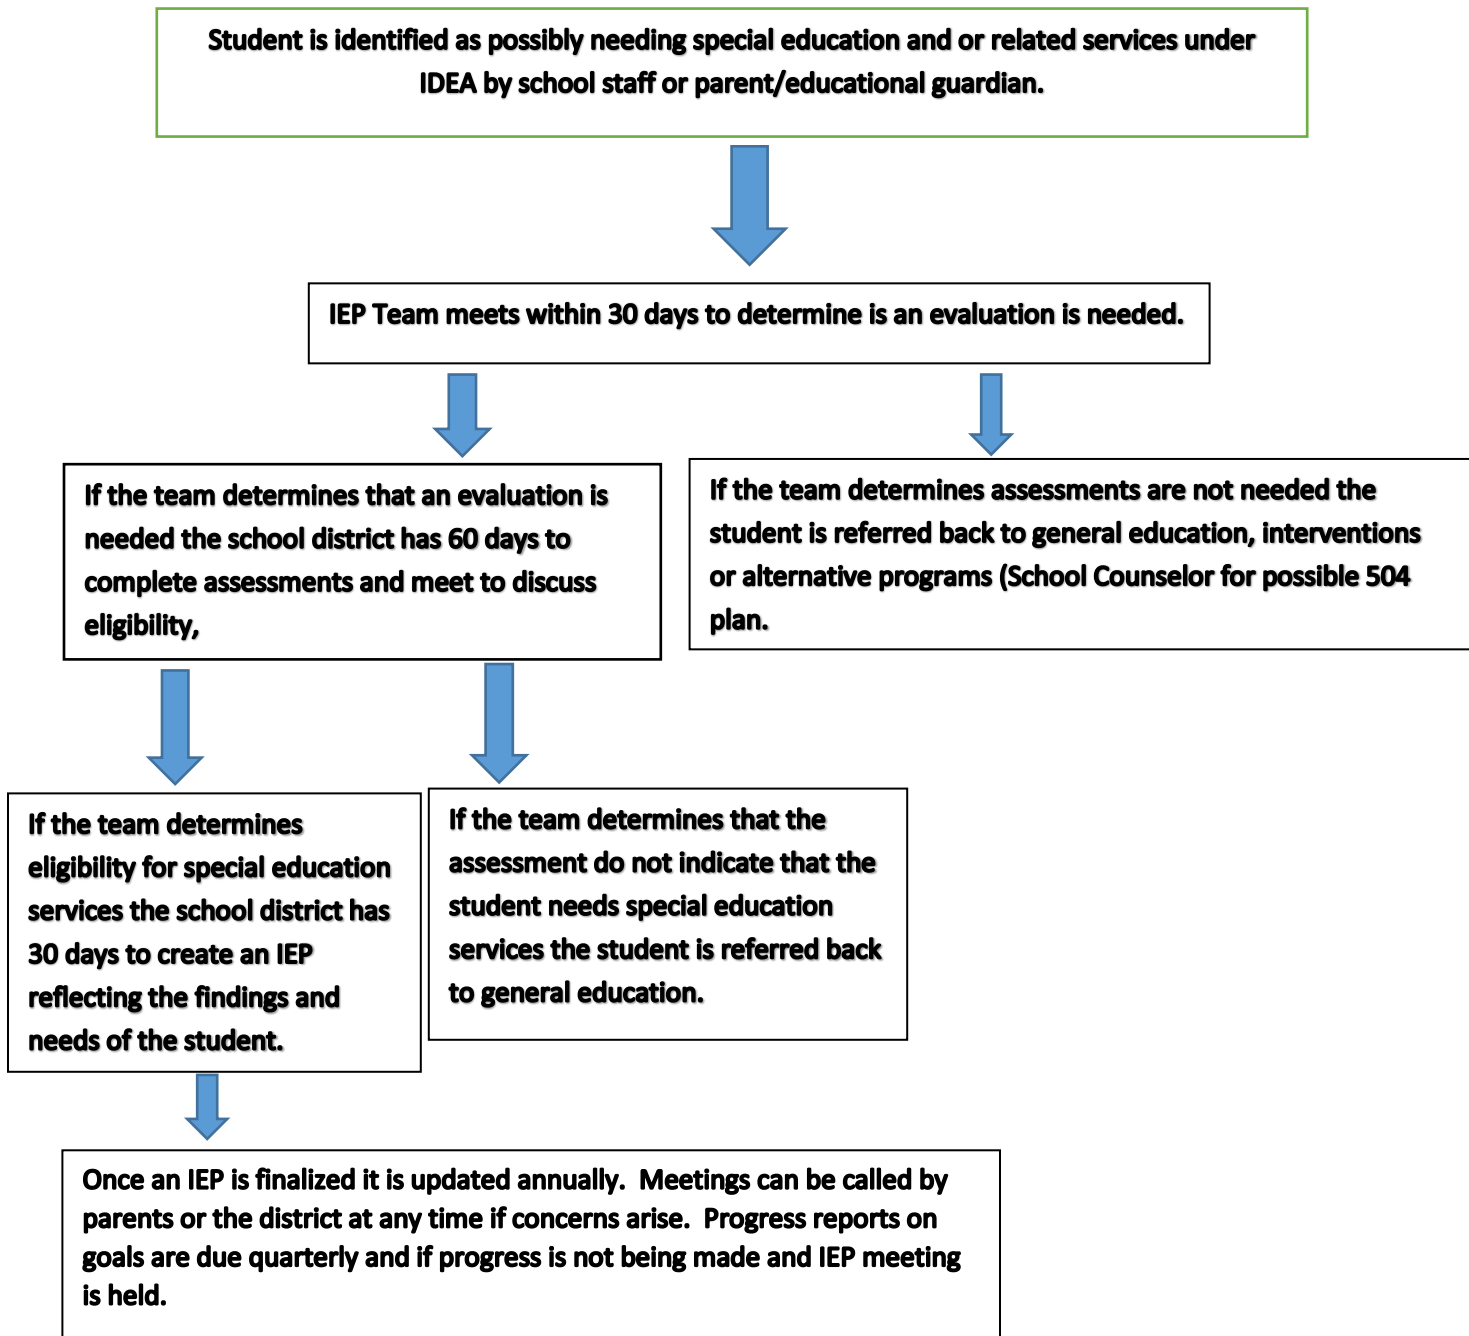 Student is identified as possibly needing special education and or related services under
IDEA by school staff or parent/educational guardian.
IEP Team meets within 30 days to determine is an evaluation is needed.
If the team determines that an evaluation is
needed the school district has 60 days to
complete assessments and meet to discuss
eligibility,
If the team determines assessments are not needed the
student is referred back to general education, interventions
or alternative programs (School Counselor for possible 504
plan.
If the team determines
eligibility for special education
services the school district has
30 days to create an IEP
reflecting the findings and
needs of the student.
If the team determines that the
assessment do not indicate that the
student needs special education
services the student is referred back
to general education.
Once an IEP is finalized it is updated annually.  Meetings can be called by
parents or the district at any time if concerns arise.  Progress reports on
goals are due quarterly and if progress is not being made and IEP meeting
is held.